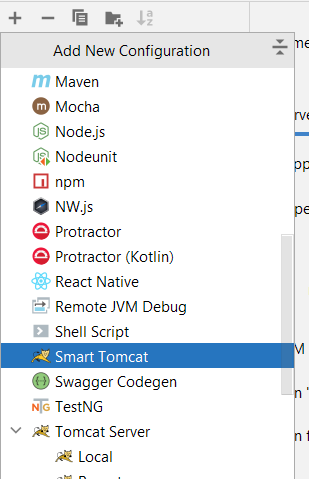 Add New Configuration
Maven
Mocha
Node.js
Nodeunit
npm
NW.js
Protractor
Protractor (Kotlin)
React Native
Remote JVM Debug
Shell Script
Smart Tomcat
Swagger Codegen
TestNG
Tomcat Server
Local